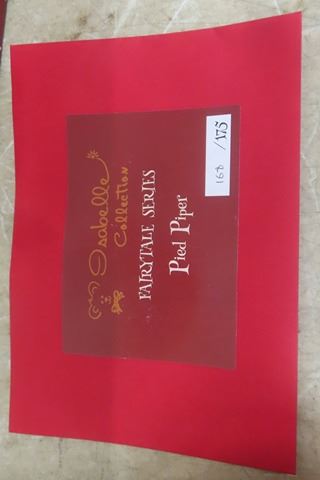 Isabelle
Collection
FAIRYTALE SERIES
Pied Piper
168 /175